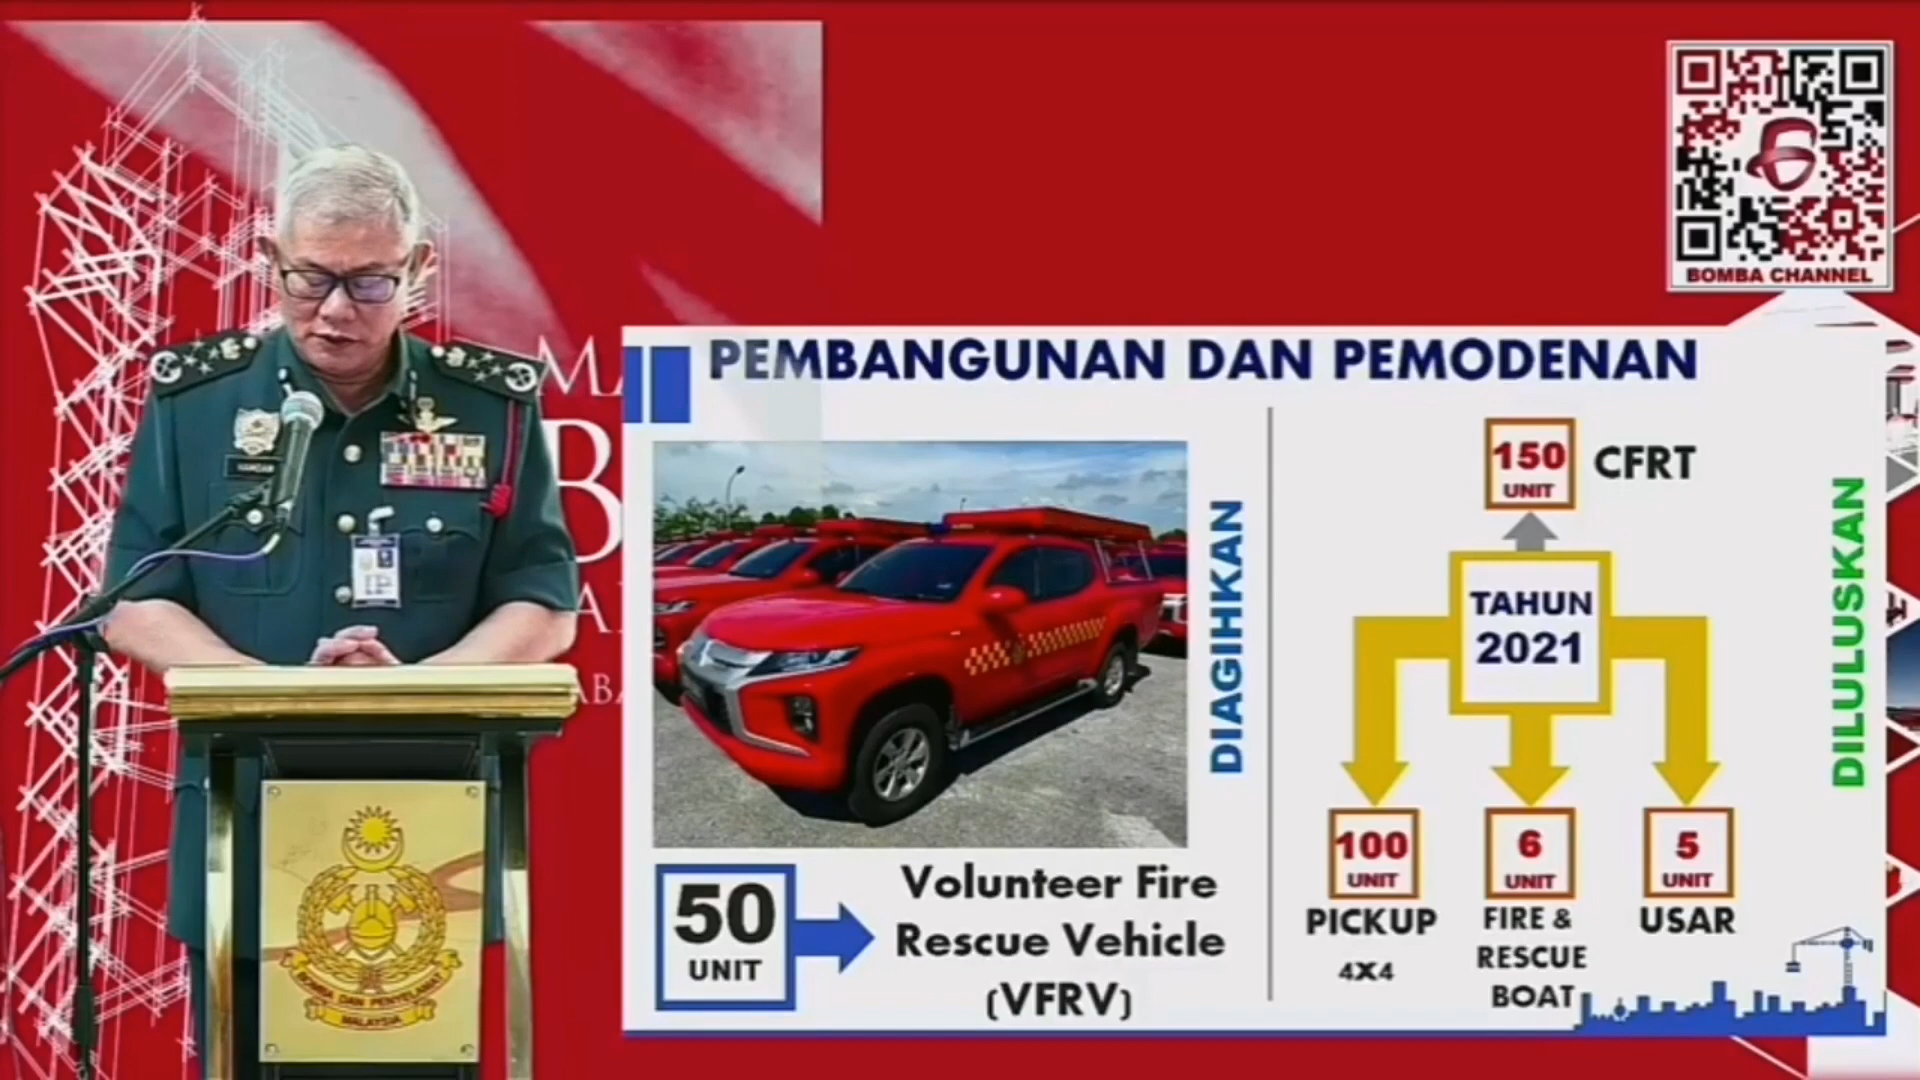 BOMBA CHANNEL
PEMBANGUNAN DAN PEMODENAN
DIAGIHKAN
50
UNIT
Volunteer Fire
Rescue Vehicle
(VFRV)
150
UNIT
CFRT
TAHUN
2021
100
UNIT
PICKUP
4X4
6
UNIT
FIRE &
RESCUE
BOAT
5
UNIT
USAR
DILULUSKAN
HAMDAN
BOMBA DAN PENYELAMAT
MALAYSIA